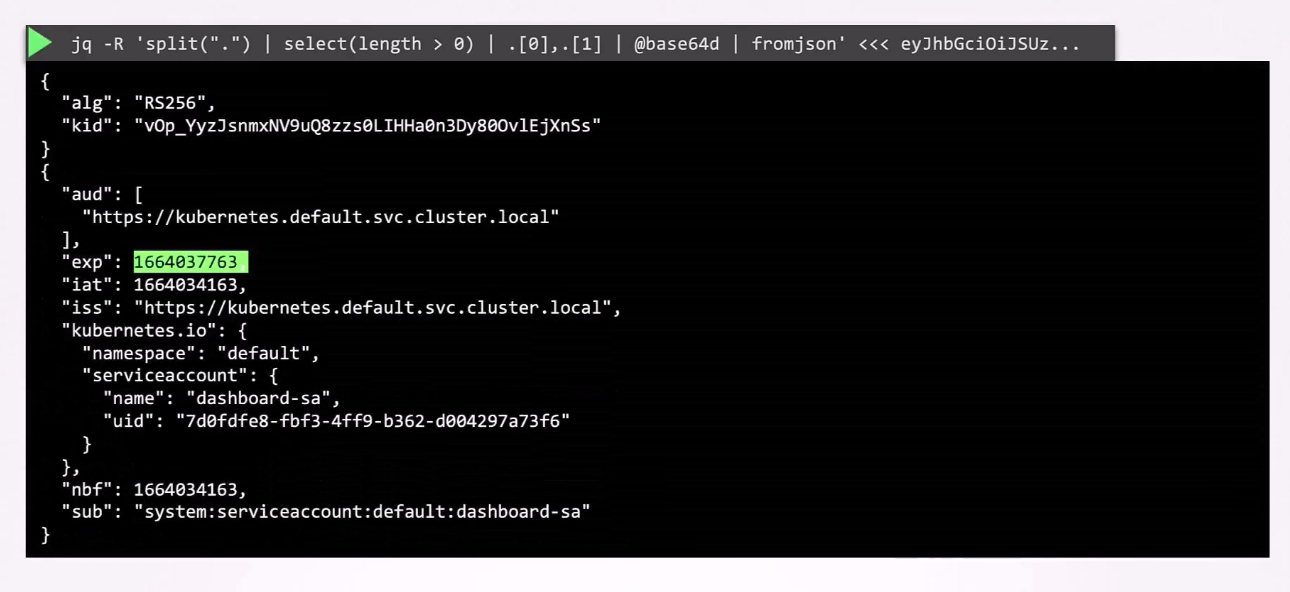 jq -R 'split(".") | select(length > 0) | .[0],.[1] | @base64d | fromjson' <<< eyJhbGciOiJSUz...
{
  "alg": "RS256",
  "kid": "vOp_YyzJsnmxNV9uQ8zzs0LIHHa0n3Dy80OvlEjXnSs"
}
{
  "aud": [
    "https://kubernetes.default.svc.cluster.local"
  ],
  "exp": 1664037763,
  "iat": 1664034163,
  "iss": "https://kubernetes.default.svc.cluster.local",
  "kubernetes.io": {
    "namespace": "default",
    "serviceaccount": {
      "name": "dashboard-sa",
      "uid": "7d0fdfe8-fbf3-4ff9-b362-d004297a73f6"
    }
  },
  "nbf": 1664034163,
  "sub": "system:serviceaccount:default:dashboard-sa"
}